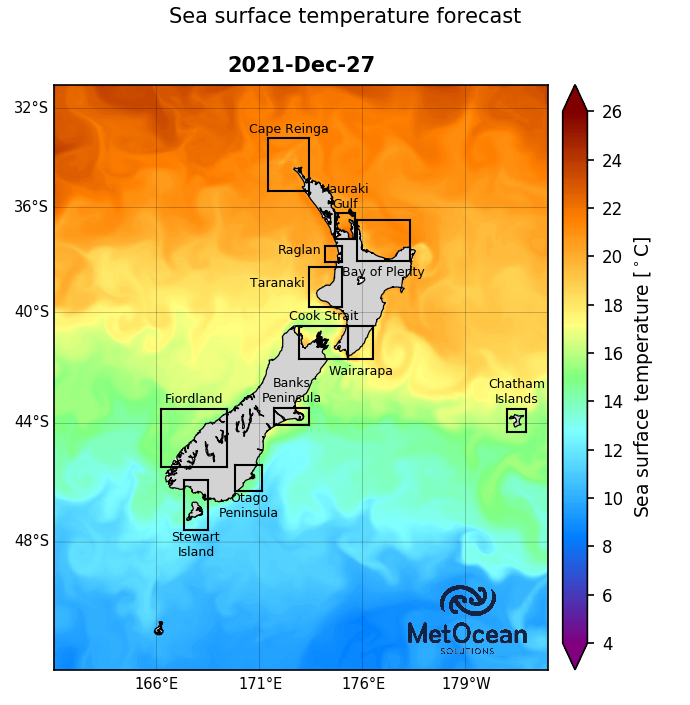 Sea surface temperature forecast
2021-Dec-27
32°S
36°S
40°S
44°S
48°S
Cape Reinga
Hauraki
Gulf
Raglan
Bay of Plenty
Taranaki
Cook Strait
Wairarapa
Banks
Peninsula
Chatham
Islands
Fiordland
Otago
Peninsula
Stewart
Island
MetOcean
SOLUTIONS
166°E
171°E
176°E
179°W
26
24
22
20
18
16
14
12
10
8
6
4
Sea surface temperature [°C]